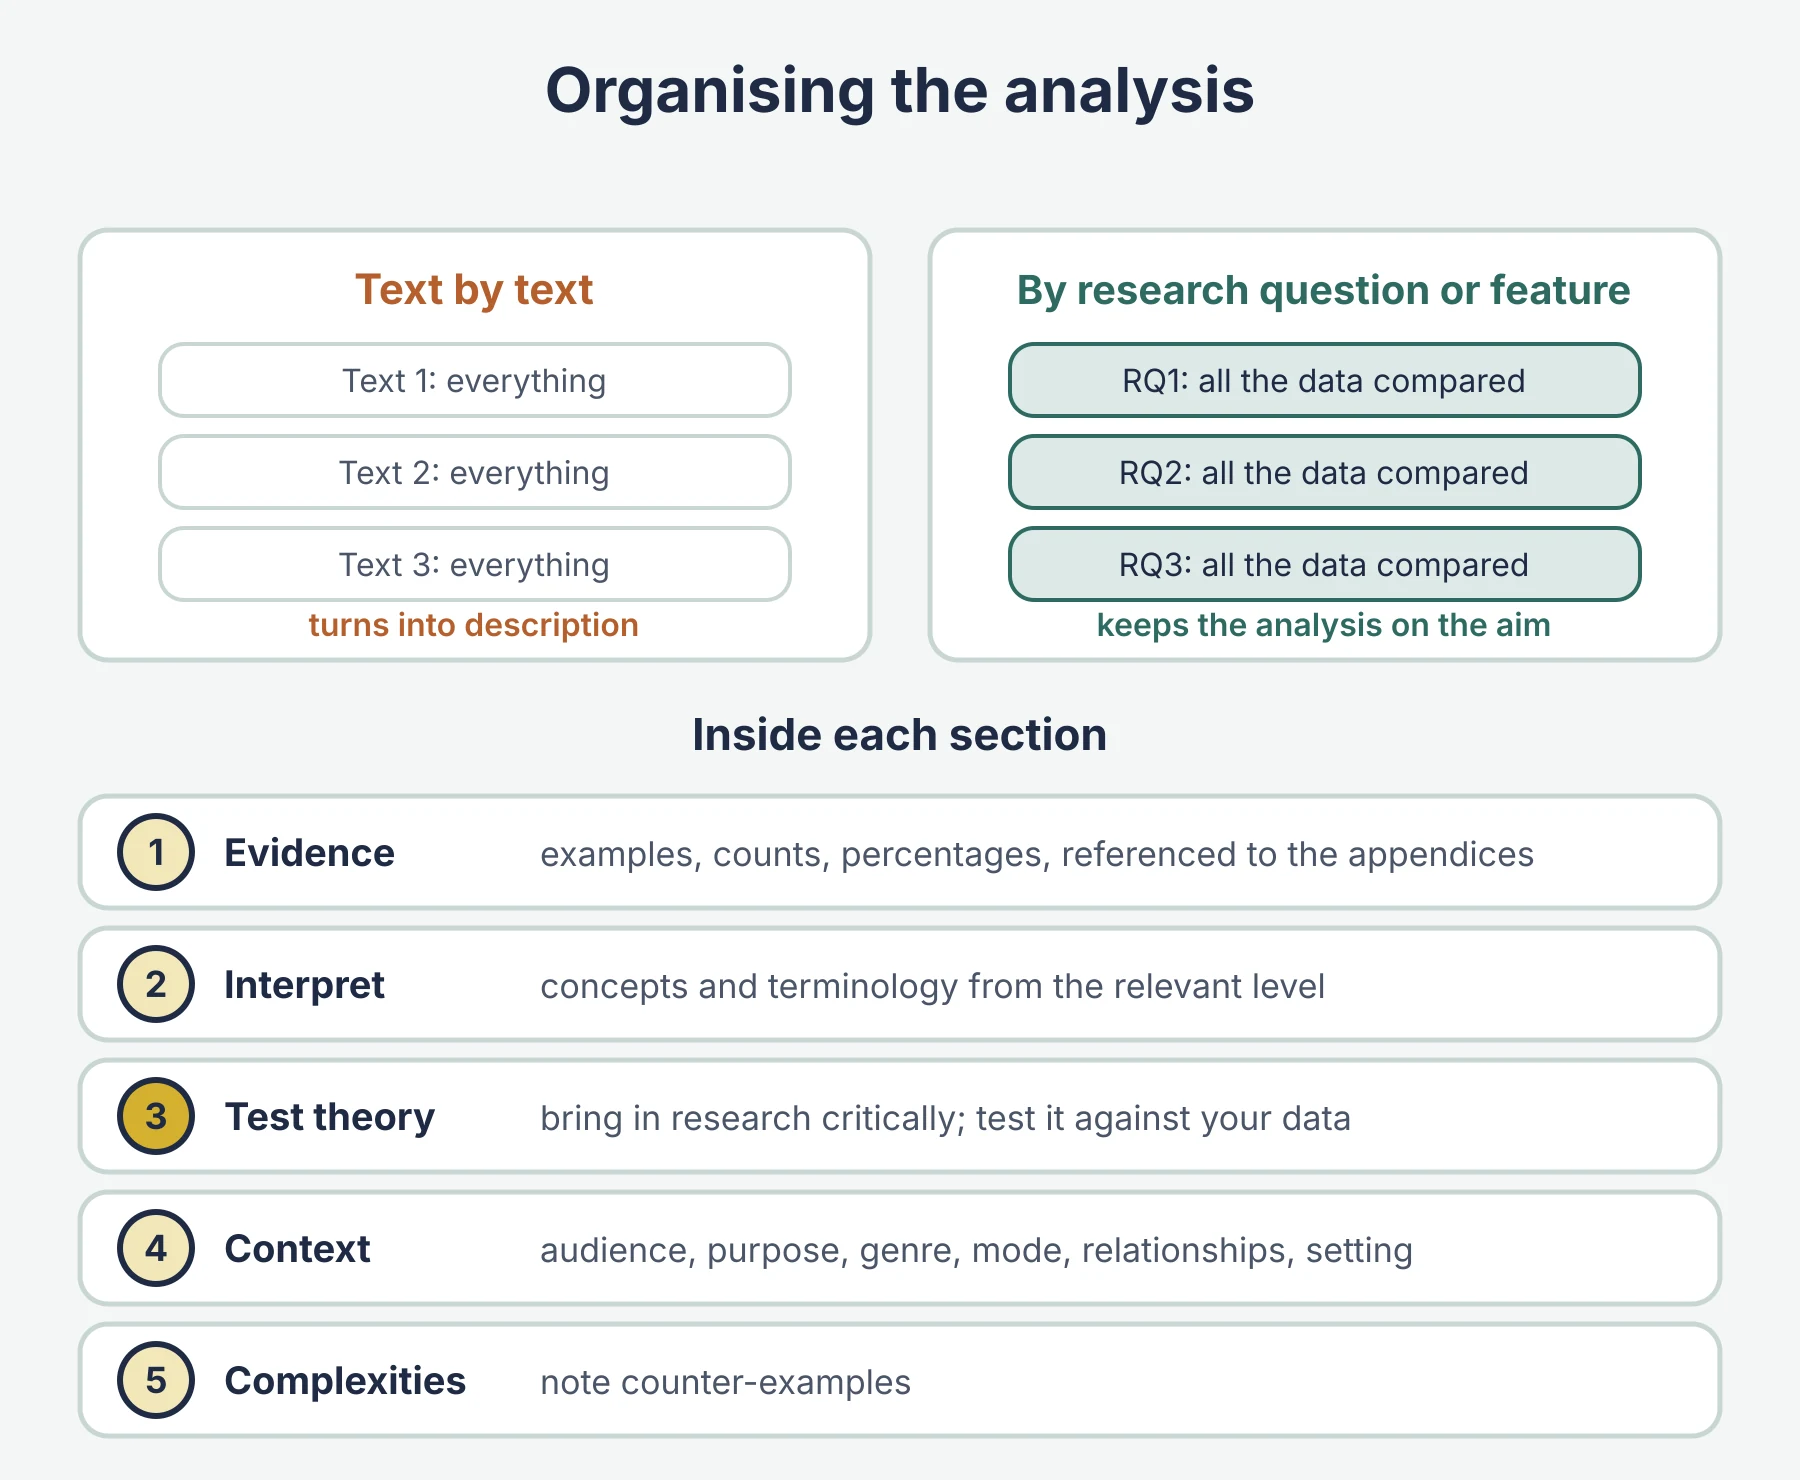 Organising the analysis
Text by text
Text 1: everything
Text 2: everything
Text 3: everything
turns into description
By research question or feature
RQ1: all the data compared
RQ2: all the data compared
RQ3: all the data compared
keeps the analysis on the aim
Inside each section
1 Evidence examples, counts, percentages, referenced to the appendices
2 Interpret concepts and terminology from the relevant level
3 Test theory bring in research critically; test it against your data
4 Context audience, purpose, genre, mode, relationships, setting
5 Complexities note counter-examples